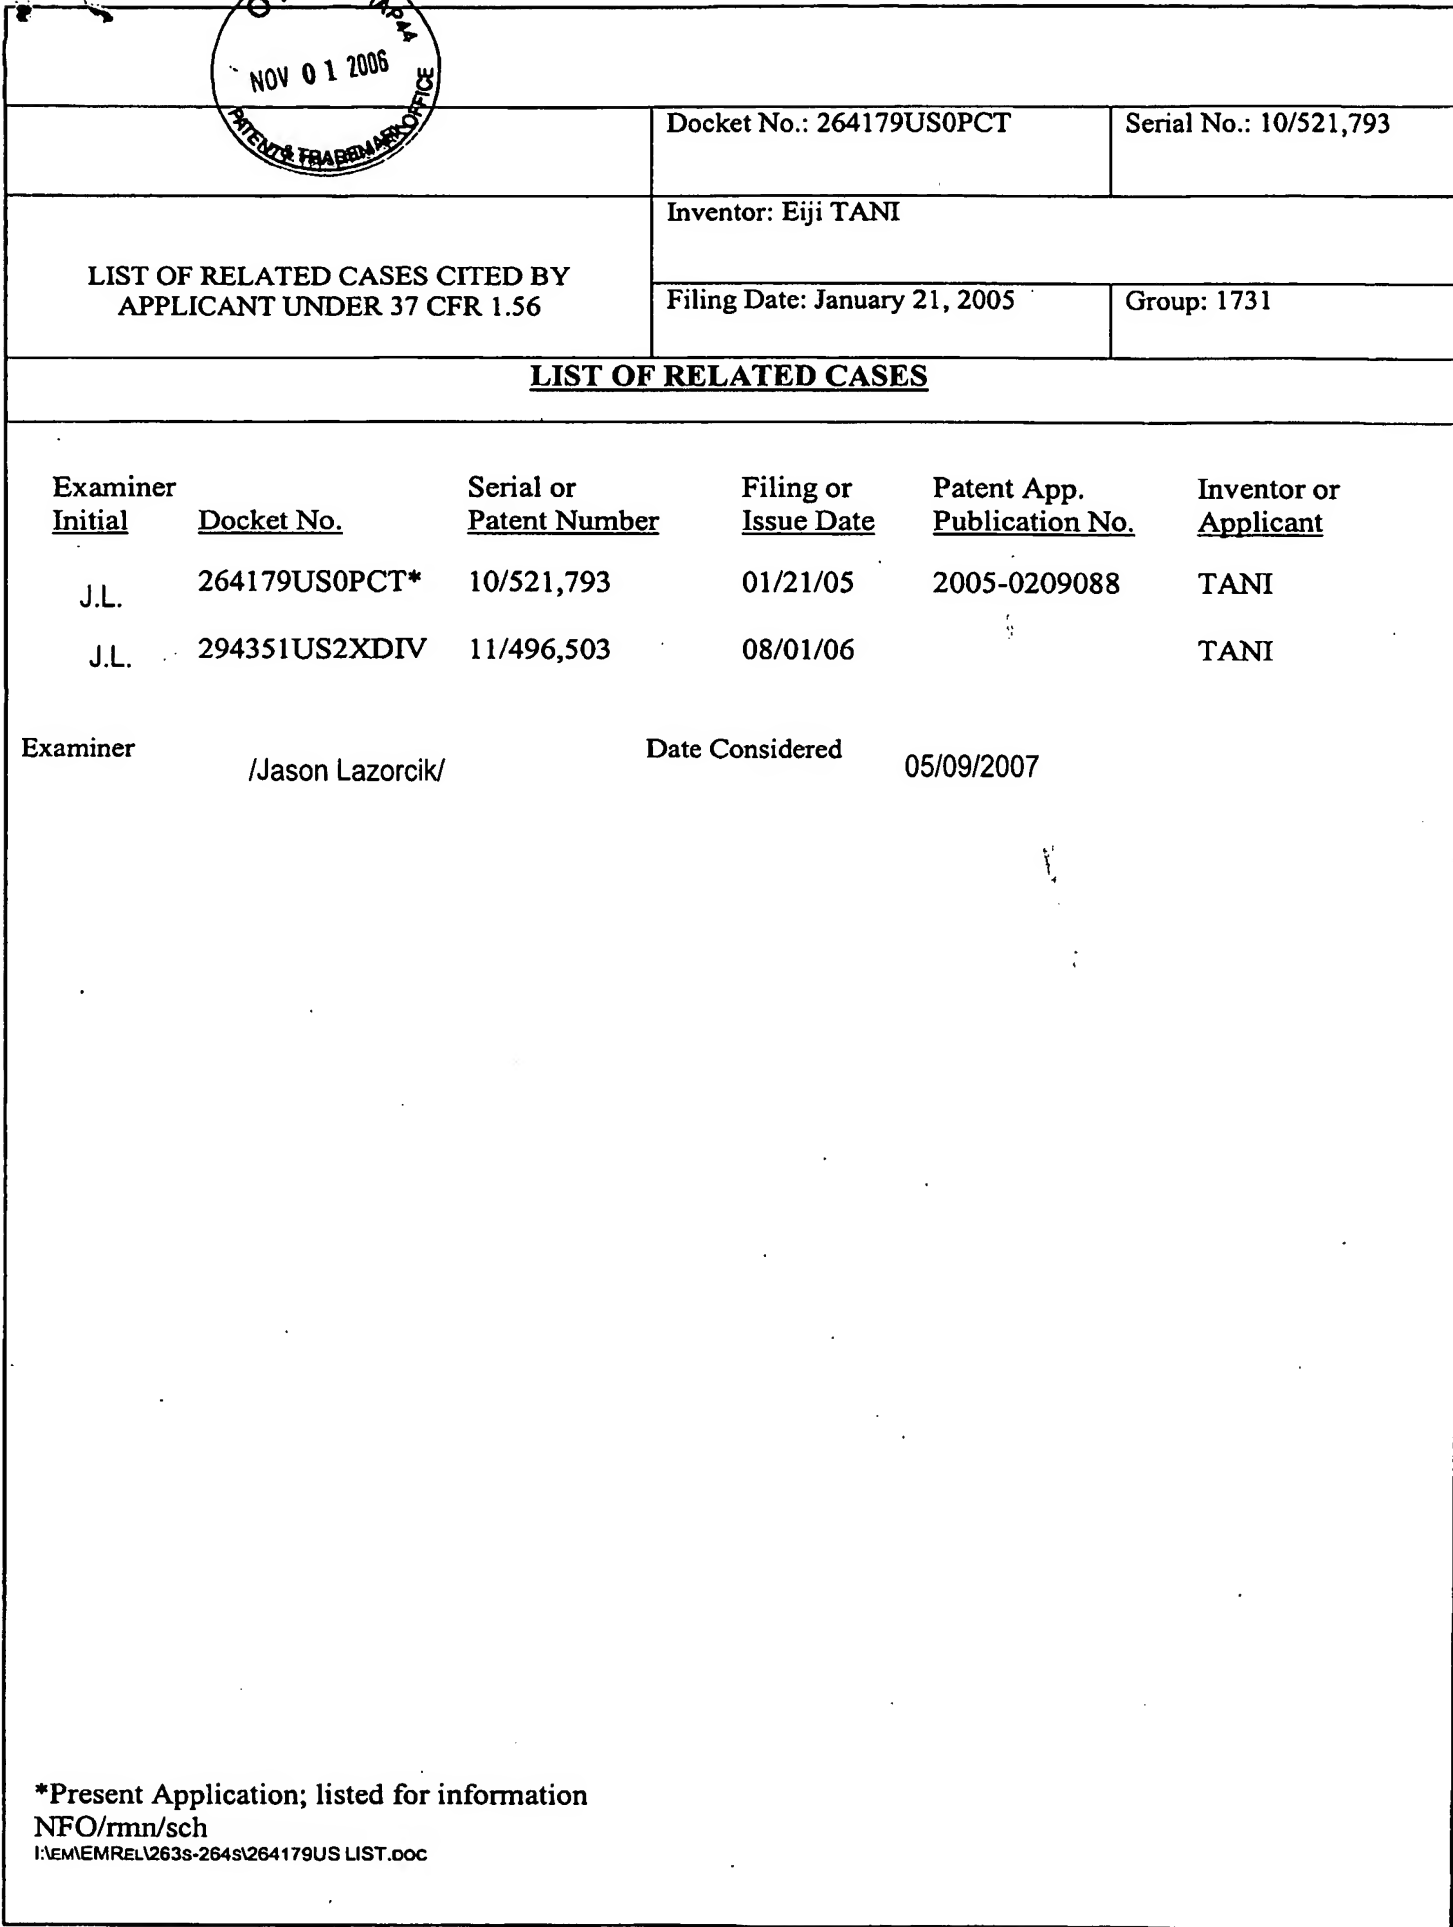 NOV 0 1 2006
PATENT & TRADEMARK OFFICE
Docket No.: 264179US0PCT
Serial No.: 10/521,793
LIST OF RELATED CASES CITED BY
APPLICANT UNDER 37 CFR 1.56
Inventor: Eiji TANI
Filing Date: January 21, 2005
Group: 1731
LIST OF RELATED CASES
Examiner Initial Docket No. Serial or Patent Number Filing or Issue Date Patent App. Publication No. Inventor or Applicant
J.L. 264179US0PCT* 10/521,793 01/21/05 2005-0209088 TANI
J.L. 294351US2XDIV 11/496,503 08/01/06 TANI
Examiner /Jason Lazorcik/ Date Considered 05/09/2007
*Present Application; listed for information
NFO/rmn/sch
I:\EM\EMREL\263S-264S\264179US LIST.DOC